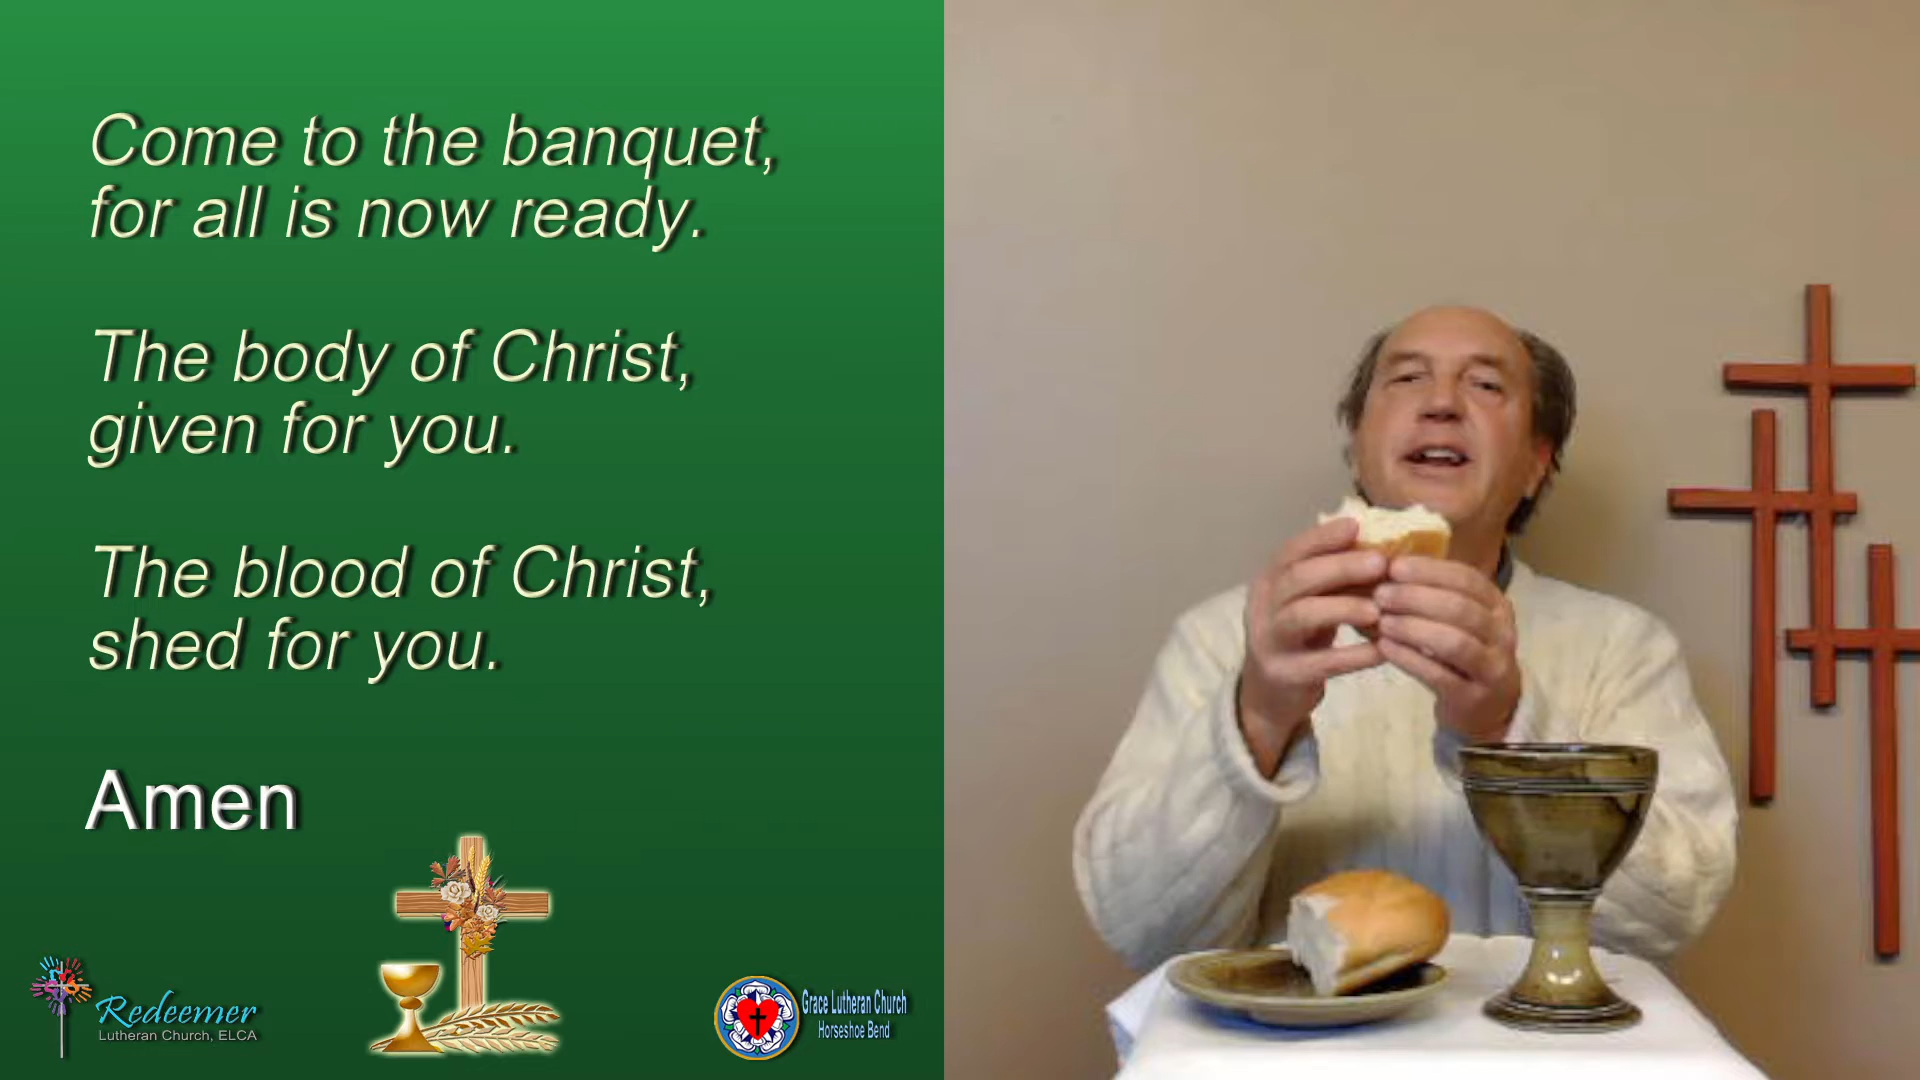 Come to the banquet,
for all is now ready.
The body of Christ,
given for you.
The blood of Christ,
shed for you.
Amen
Redeemer
Lutheran Church, ELCA
Grace Lutheran Church
Horseshoe Bend